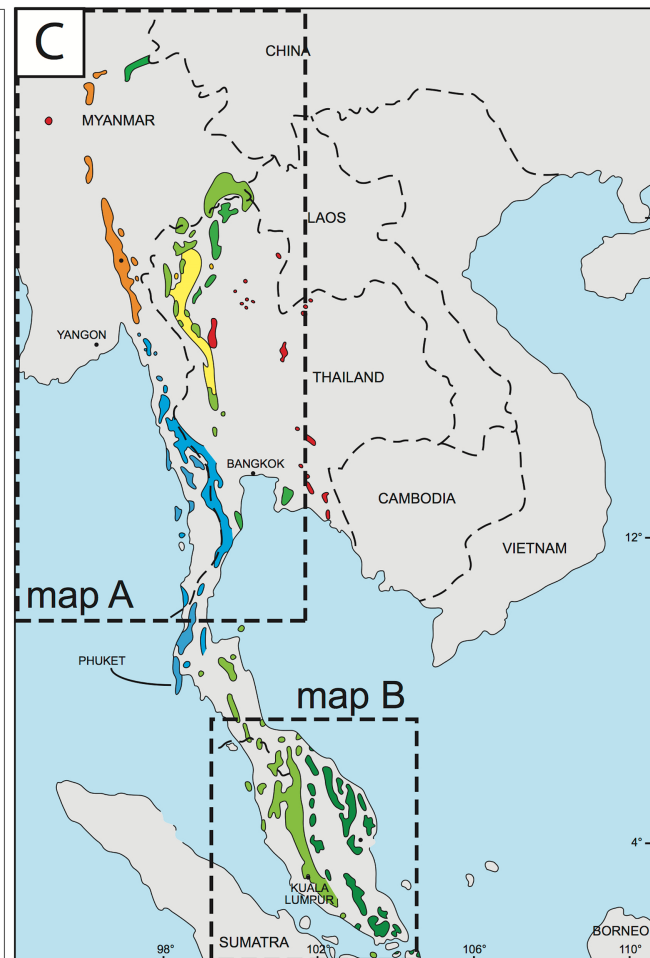 C
CHINA
MYANMAR
LAOS
YANGON
THAILAND
BANGKOK
CAMBODIA
12°
VIETNAM
map A
PHUKET
map B
4°
KUALA
LUMPUR
BORNEO
SUMATRA
98°
102°
106°
110°